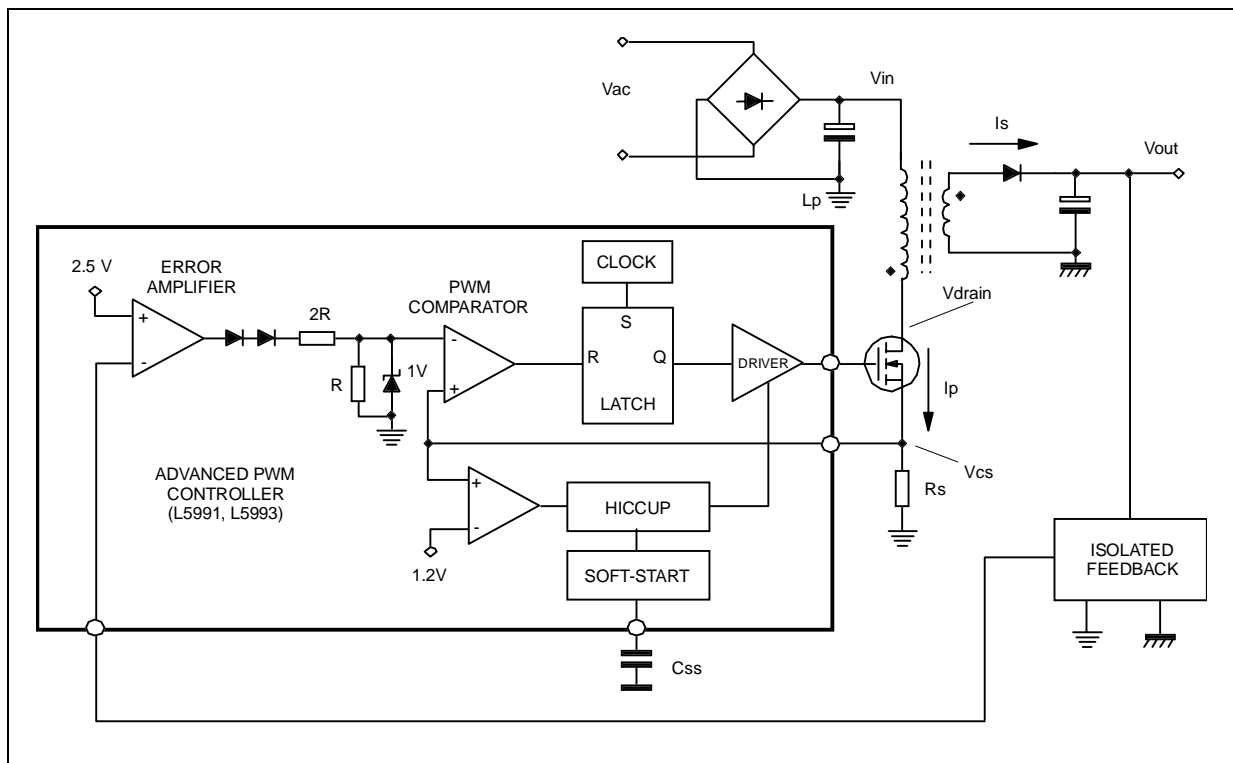 Vac
Vin
Is
Vout
Lp
2.5 V
ERROR
AMPLIFIER
2R
PWM
COMPARATOR
CLOCK
Vdrain
+
-
-
+
S
R
Q
LATCH
DRIVER
R
1V
Ip
ADVANCED PWM
CONTROLLER
(L5991, L5993)
+
-
1.2V
HICCUP
SOFT-START
Vcs
Rs
ISOLATED
FEEDBACK
Css